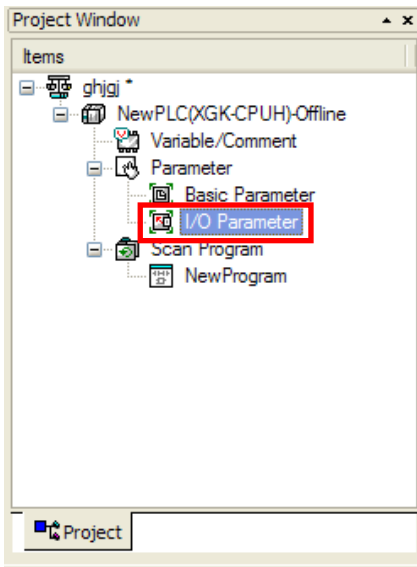 Project Window
Items
ghjgj *
NewPLC(XGK-CPUH)-Offline
Variable/Comment
Parameter
Basic Parameter
I/O Parameter
Scan Program
NewProgram
Project